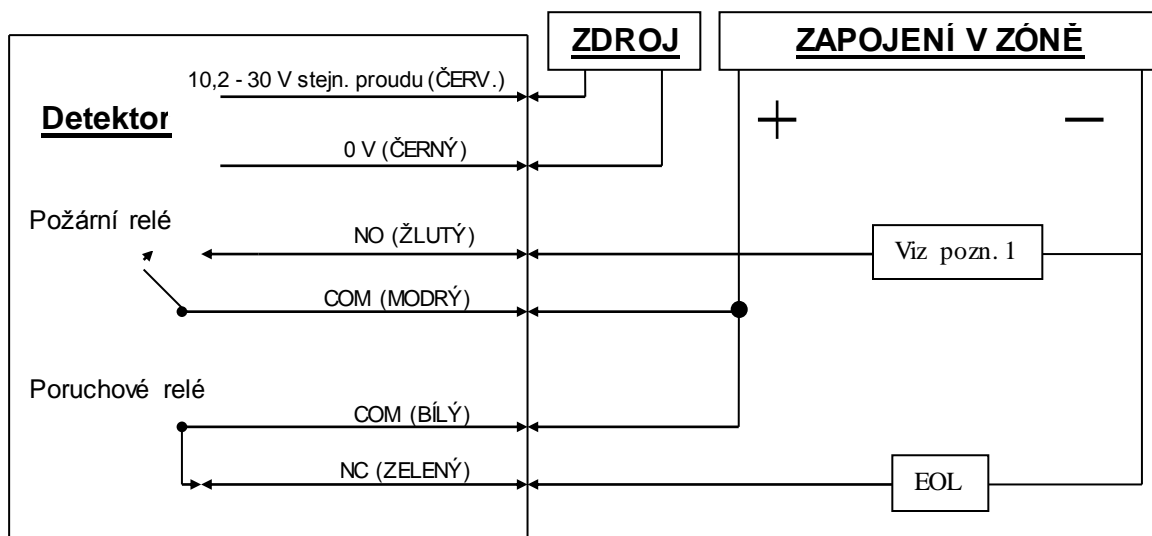 ZDROJ
ZAPOJENÍ V ZÓNĚ
10,2 - 30 V stejn. proudu (ČERV.)
Detektor
+
−
0 V (ČERNÝ)
Požární relé
NO (ŽLUTÝ)
Viz pozn. 1
COM (MODRÝ)
Poruchové relé
COM (BÍLÝ)
NC (ZELENÝ)
EOL